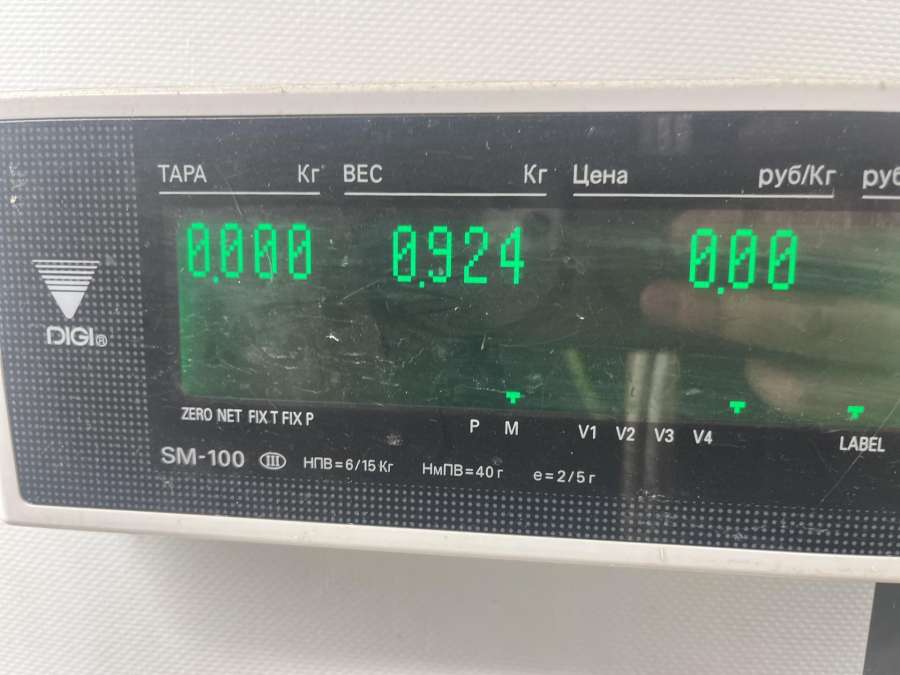 ТАРА Кг ВЕС Кг Цена руб/Кг руб
0.000 0.924 0.00
DIGI®
ZERO NET FIX T FIX P P M V1 V2 V3 V4 LABEL
SM-100 III НПВ=6/15 Кг НмПВ=40 г e=2/5 г